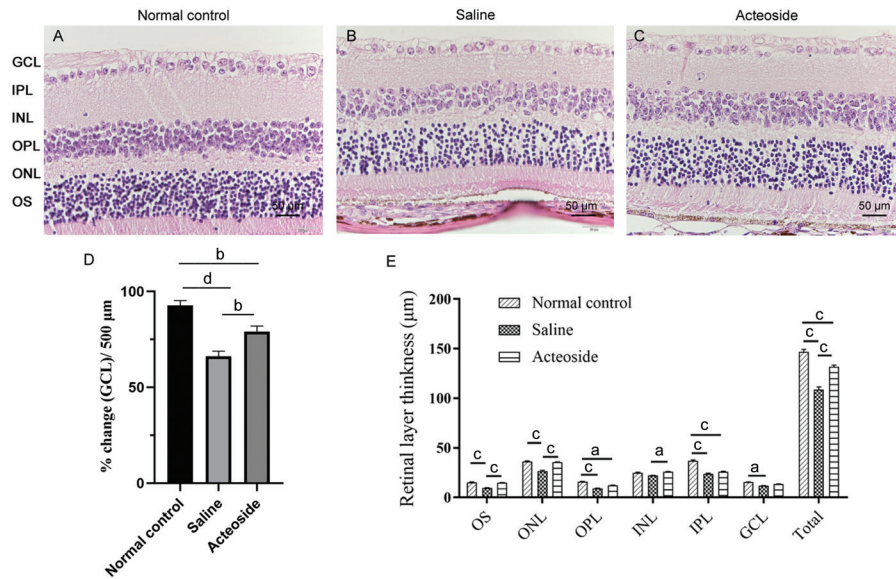 Normal control
Saline
Acteoside
A
B
C
GCL
IPL
INL
OPL
ONL
OS
50 µm
50 µm
50 µm
D
b
d
b
% change (GCL)/ 500 µm
100
50
0
Normal control
Saline
Acteoside
E
Retinal layer thinkness (µm)
200
150
100
50
0
Normal control
Saline
Acteoside
c
c
c
c
a
c
a
c
c
a
c
c
c
OS
ONL
OPL
INL
IPL
GCL
Total